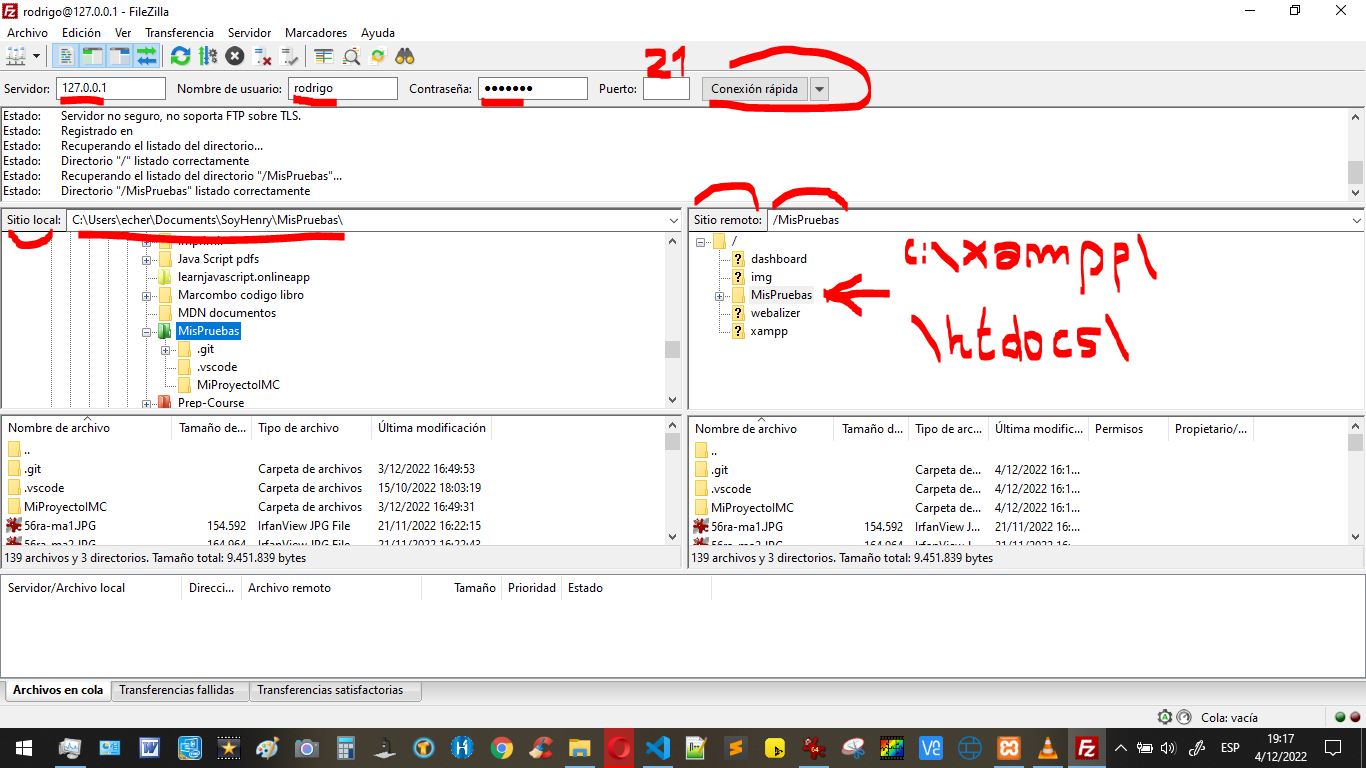 rodrigo@127.0.0.1 - FileZilla
Archivo Edición Ver Transferencia Servidor Marcadores Ayuda
21
Servidor: 127.0.0.1 Nombre de usuario: rodrigo Contraseña: ●●●●●●● Puerto: Conexión rápida
Estado: Servidor no seguro, no soporta FTP sobre TLS.
Estado: Registrado en
Estado: Recuperando el listado del directorio...
Estado: Directorio "/" listado correctamente
Estado: Recuperando el listado del directorio "/MisPruebas"...
Estado: Directorio "/MisPruebas" listado correctamente
Sitio local: C:\Users\echer\Documents\SoyHenry\MisPruebas\
Java Script pdfs
learnjavascript.onlineapp
Marcombo codigo libro
MDN documentos
MisPruebas
.git
.vscode
MiProyectoIMC
Prep-Course
Sitio remoto: /MisPruebas
/
dashboard
img
MisPruebas
webalizer
xampp
c:\xampp\
\htdocs\
Nombre de archivo Tamaño de... Tipo de archivo Última modificación
..
.git Carpeta de archivos 3/12/2022 16:49:53
.vscode Carpeta de archivos 15/10/2022 18:03:19
MiProyectoIMC Carpeta de archivos 3/12/2022 16:49:31
56ra-ma1.JPG 154.592 IrfanView JPG File 21/11/2022 16:22:15
56ra-ma2.JPG 164.964 IrfanView JPG File 21/11/2022 16:22:43
139 archivos y 3 directorios. Tamaño total: 9.451.839 bytes
Nombre de archivo Tamaño d... Tipo de arc... Última modific... Permisos Propietario/...
..
.git Carpeta de... 4/12/2022 16:1...
.vscode Carpeta de... 4/12/2022 16:1...
MiProyectoIMC Carpeta de... 4/12/2022 16:1...
56ra-ma1.JPG 154.592 IrfanView J... 21/11/2022 16:...
56ra-ma2.JPG 164.964 IrfanView J... 21/11/2022 16:...
139 archivos y 3 directorios. Tamaño total: 9.451.839 bytes
Servidor/Archivo local Direcci... Archivo remoto Tamaño Prioridad Estado
Archivos en cola Transferencias fallidas Transferencias satisfactorias
Cola: vacía
ESP 19:17
4/12/2022